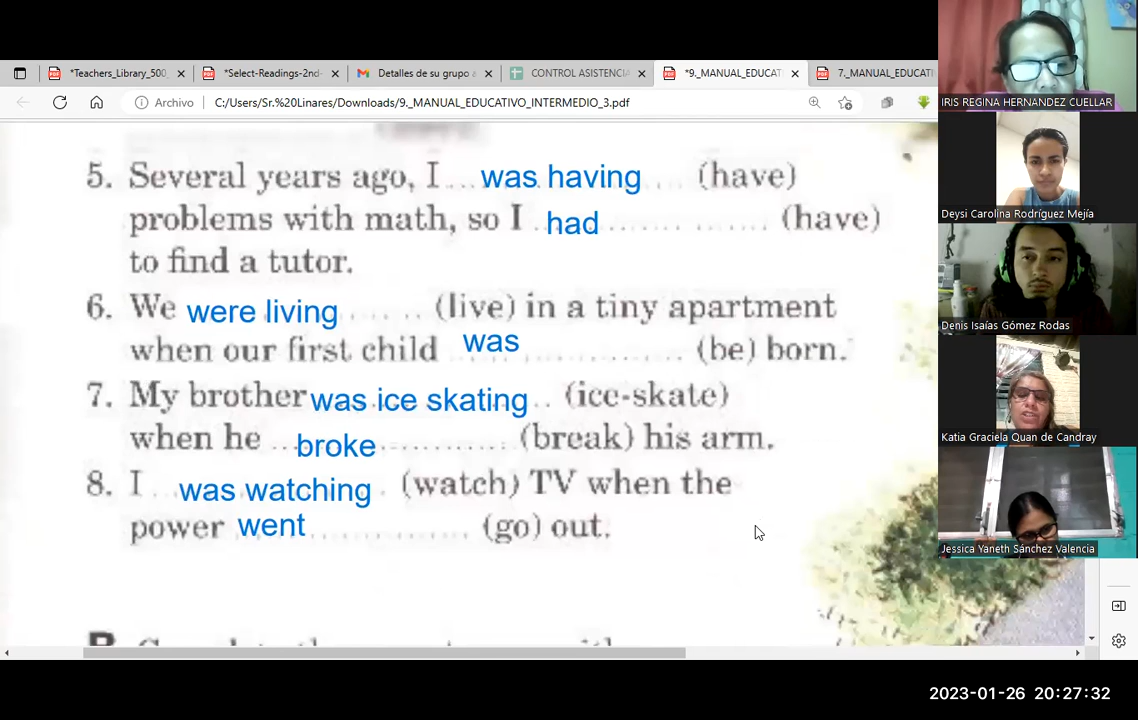 *Teachers_Library_500_
*Select-Readings-2nd-
Detalles de su grupo a
CONTROL ASISTENCIA
*9._MANUAL_EDUCAT
7._MANUAL_EDUCATI
Archivo
C:/Users/Sr.%20Linares/Downloads/9._MANUAL_EDUCATIVO_INTERMEDIO_3.pdf
5. Several years ago, I ... was having ... (have)
problems with math, so I .. had .................. (have)
to find a tutor.
6. We were living ...... (live) in a tiny apartment
when our first child was ................ (be) born.
7. My brother was ice skating .. (ice-skate)
when he ... broke ............. (break) his arm.
8. I was watching . (watch) TV when the
power went ................ (go) out.
IRIS REGINA HERNANDEZ CUELLAR
Deysi Carolina Rodríguez Mejía
Denis Isaías Gómez Rodas
Katia Graciela Quan de Candray
Jessica Yaneth Sánchez Valencia
2023-01-26 20:27:32